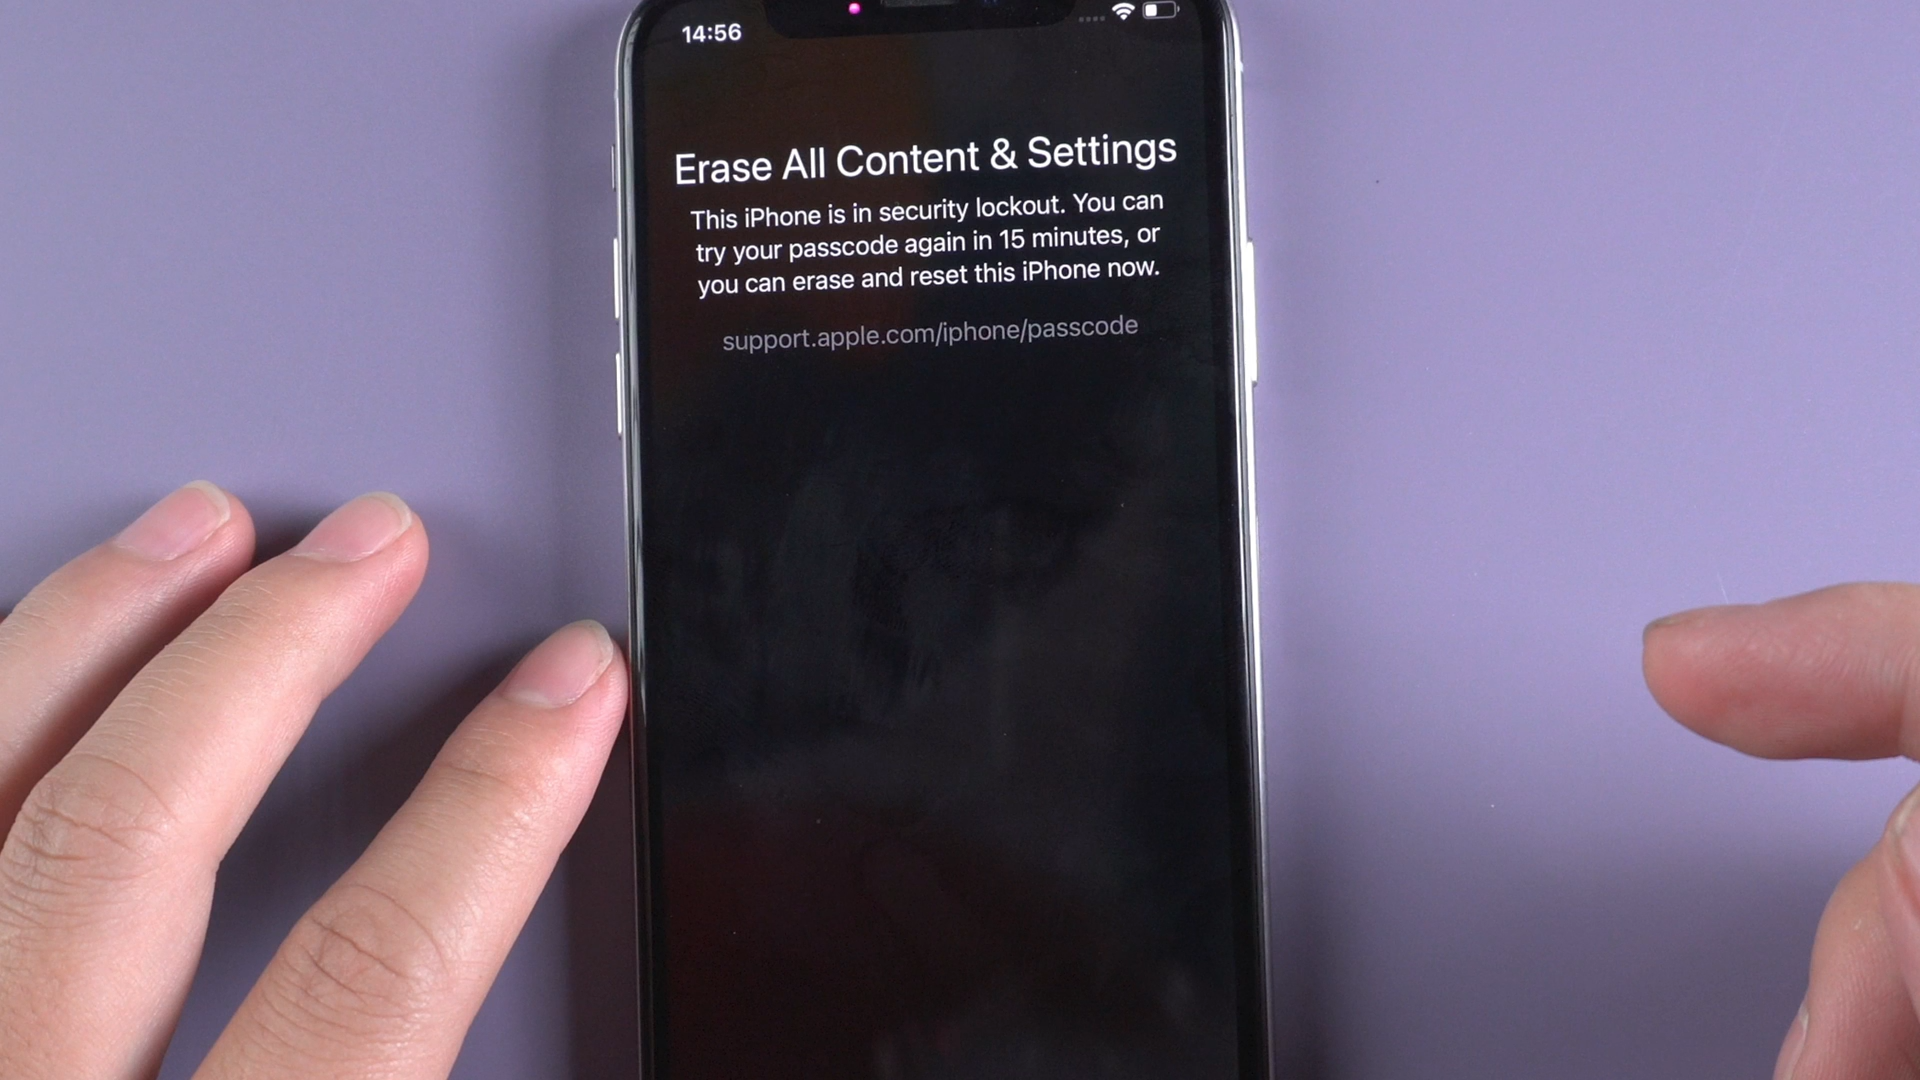 14:56
Erase All Content & Settings
This iPhone is in security lockout. You can
try your passcode again in 15 minutes, or
you can erase and reset this iPhone now.
support.apple.com/iphone/passcode